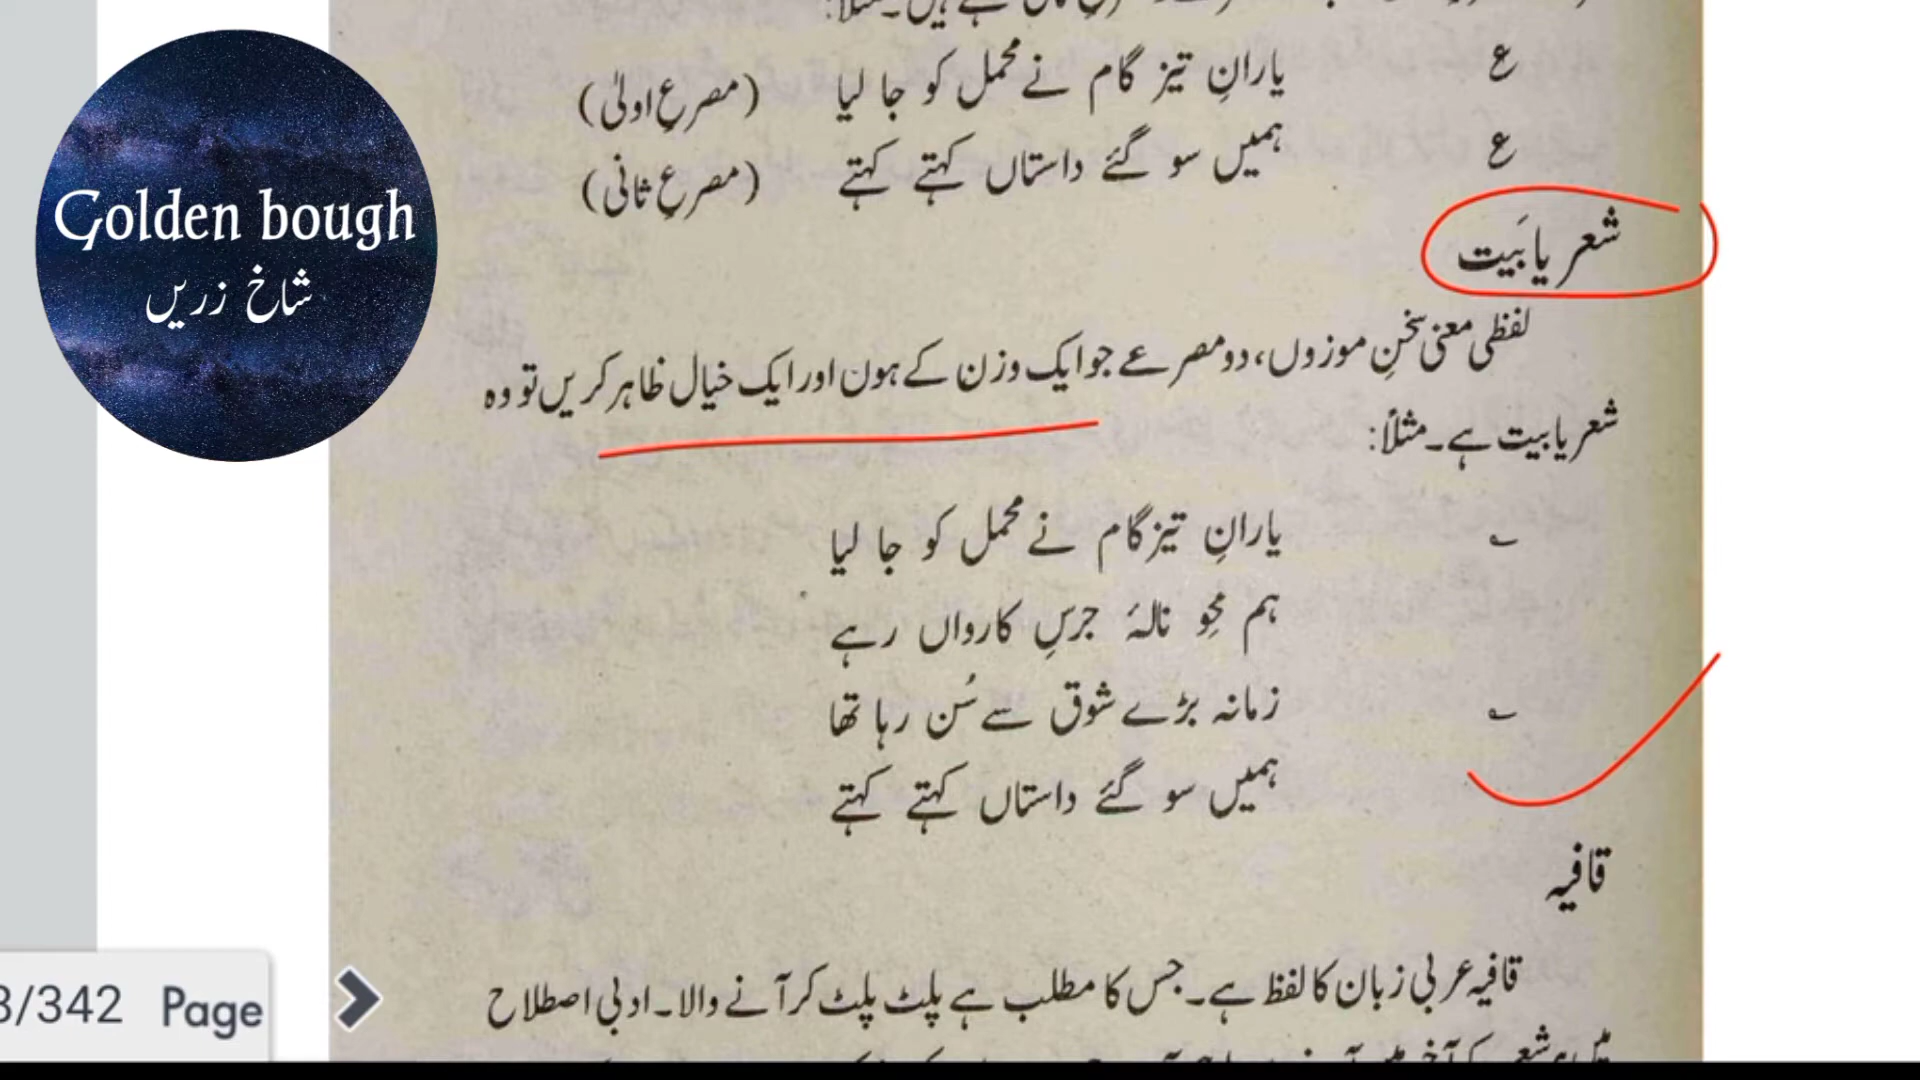 Golden bough
شاخ زریں
ع یارانِ تیز گام نے محمل کو جا لیا (مصرعِ اولیٰ)
ع ہمیں سو گئے داستاں کہتے کہتے (مصرعِ ثانی)
شعر یا بَیت
لفظی معنی سخنِ موزوں، دو مصرعے جو ایک وزن کے ہوں اور ایک خیال ظاہر کریں تو وہ
شعر یا بیت ہے۔ مثلاً:
؎ یارانِ تیز گام نے محمل کو جا لیا
ہم محوِ نالۂ جرسِ کارواں رہے
؎ زمانہ بڑے شوق سے سُن رہا تھا
ہمیں سو گئے داستاں کہتے کہتے
قافیہ
قافیہ عربی زبان کا لفظ ہے۔ جس کا مطلب ہے پلٹ پلٹ کر آنے والا۔ ادبی اصطلاح
3/342 Page